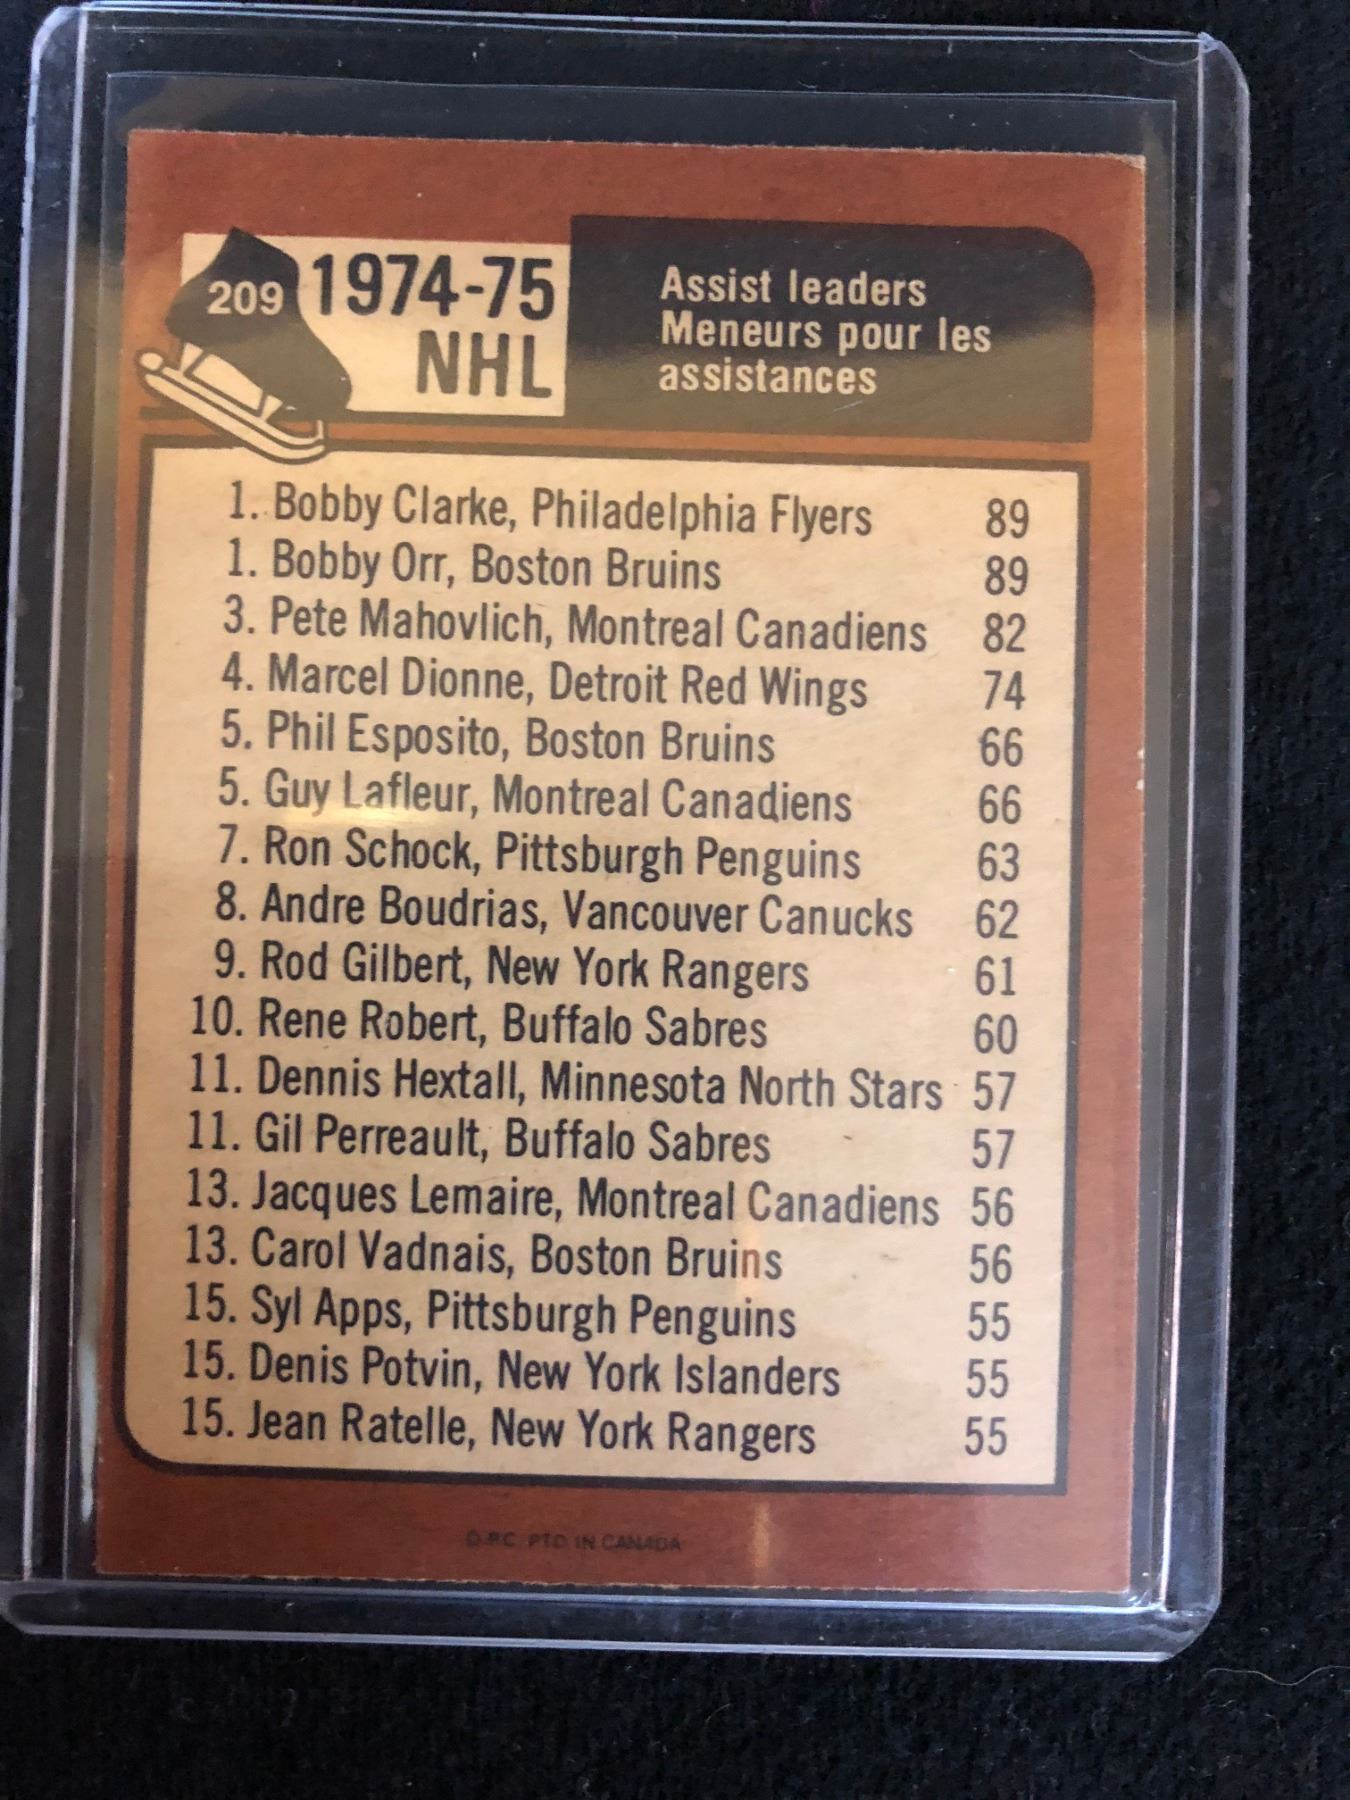 209 1974-75
NHL
Assist leaders
Meneurs pour les
assistances
1. Bobby Clarke, Philadelphia Flyers 89
1. Bobby Orr, Boston Bruins 89
3. Pete Mahovlich, Montreal Canadiens 82
4. Marcel Dionne, Detroit Red Wings 74
5. Phil Esposito, Boston Bruins 66
5. Guy Lafleur, Montreal Canadiens 66
7. Ron Schock, Pittsburgh Penguins 63
8. Andre Boudrias, Vancouver Canucks 62
9. Rod Gilbert, New York Rangers 61
10. Rene Robert, Buffalo Sabres 60
11. Dennis Hextall, Minnesota North Stars 57
11. Gil Perreault, Buffalo Sabres 57
13. Jacques Lemaire, Montreal Canadiens 56
13. Carol Vadnais, Boston Bruins 56
15. Syl Apps, Pittsburgh Penguins 55
15. Denis Potvin, New York Islanders 55
15. Jean Ratelle, New York Rangers 55
O.P.C. PTD. IN CANADA